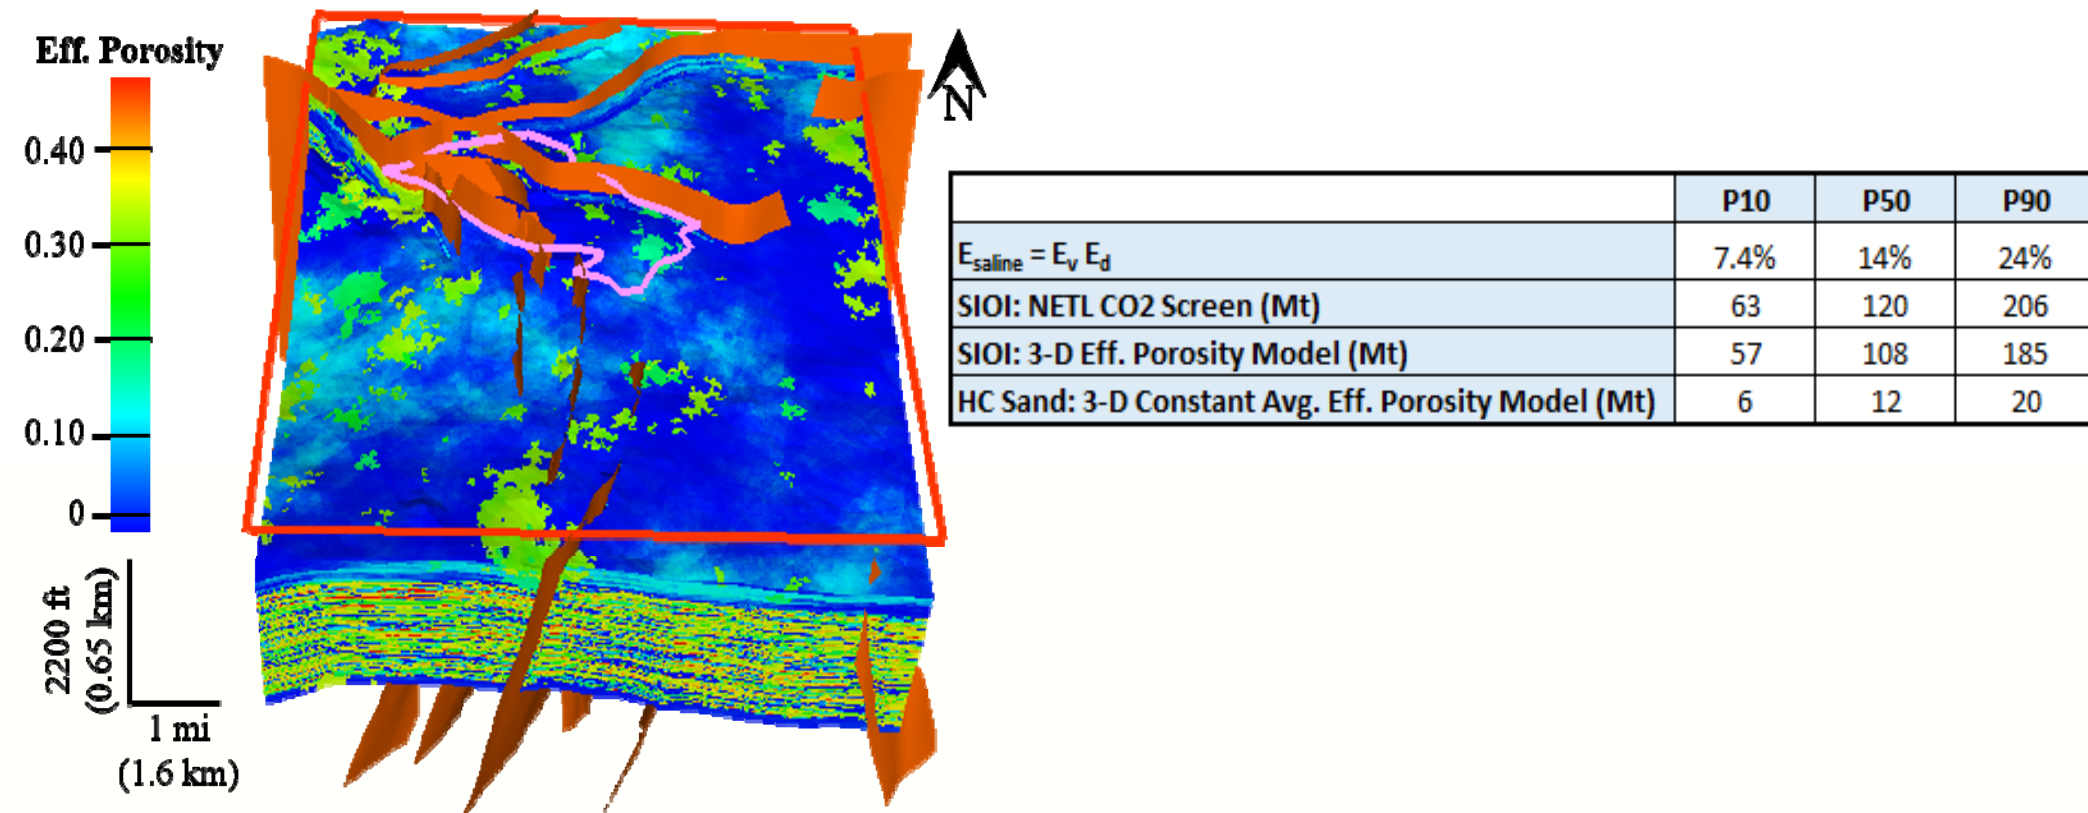 Eff. Porosity
0.40
0.30
0.20
0.10
0
2200 ft
(0.65 km)
1 mi
(1.6 km)
N
P10 P50 P90
Esaline = Ev Ed 7.4% 14% 24%
SIOI: NETL CO2 Screen (Mt) 63 120 206
SIOI: 3-D Eff. Porosity Model (Mt) 57 108 185
HC Sand: 3-D Constant Avg. Eff. Porosity Model (Mt) 6 12 20